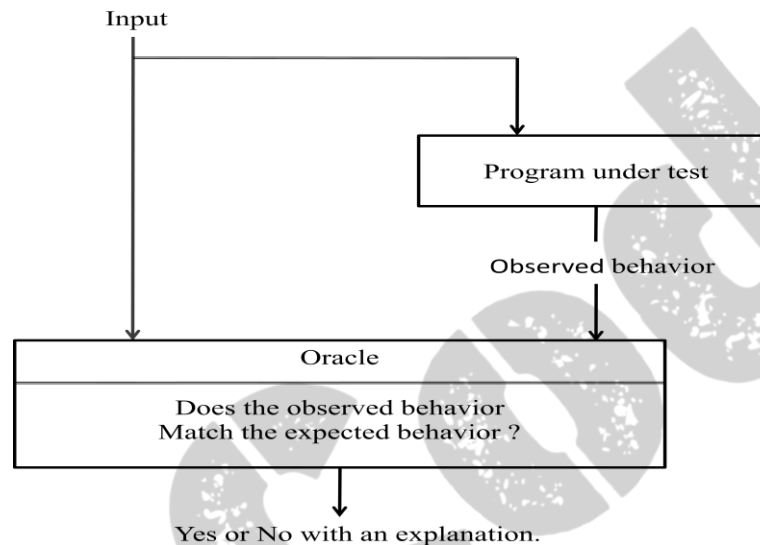 Input
Program under test
Observed behavior
Oracle
Does the observed behavior
Match the expected behavior ?
Yes or No with an explanation.